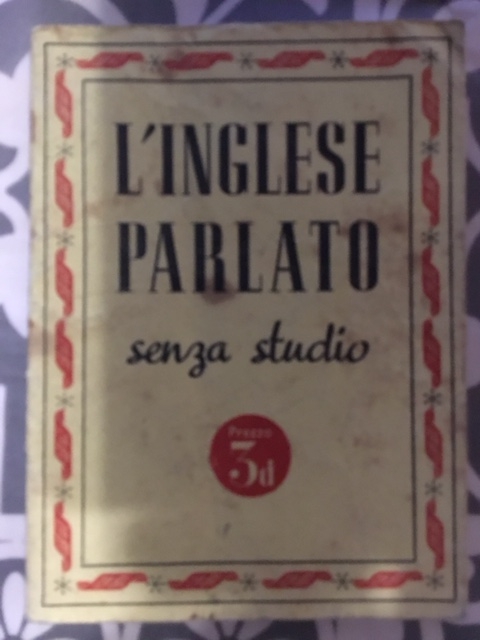 L'INGLESE
PARLATO
senza studio
Prezzo
3d